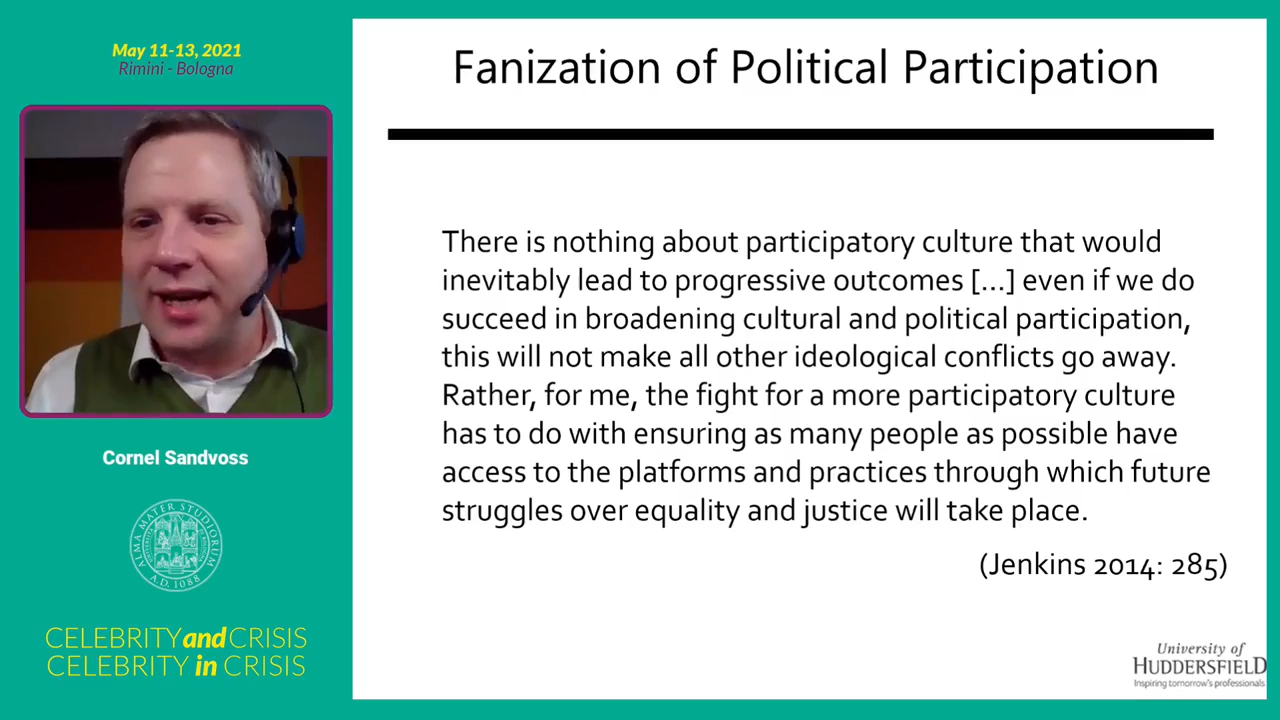 May 11-13, 2021
Rimini - Bologna
Cornel Sandvoss
ALMA MATER STUDIORUM
A.D. 1088
CELEBRITY and CRISIS
CELEBRITY in CRISIS
Fanization of Political Participation
There is nothing about participatory culture that would
inevitably lead to progressive outcomes [...] even if we do
succeed in broadening cultural and political participation,
this will not make all other ideological conflicts go away.
Rather, for me, the fight for a more participatory culture
has to do with ensuring as many people as possible have
access to the platforms and practices through which future
struggles over equality and justice will take place.
(Jenkins 2014: 285)
University of
HUDDERSFIELD
Inspiring tomorrow's professionals